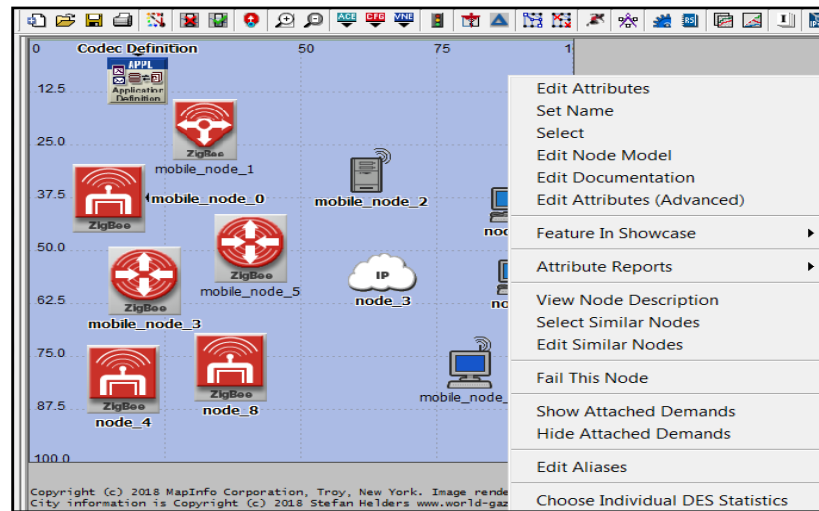 ACE CFG VNE
0 Codec Definition 50 75 1
APPL
Application
Definition
12.5
25.0
ZigBee
mobile_node_1
37.5
mobile_node_0
mobile_node_2
ZigBee
50.0
ZigBee
IP
mobile_node_5
node_3
62.5
ZigBee
mobile_node_3
75.0
ZigBee
mobile_node_
87.5
ZigBee
node_8
node_4
100.0
Copyright (c) 2018 MapInfo Corporation, Troy, New York. Image rende
City information is Copyright (c) 2018 Stefan Helders www.world-gaz
Edit Attributes
Set Name
Select
Edit Node Model
Edit Documentation
Edit Attributes (Advanced)
Feature In Showcase
Attribute Reports
View Node Description
Select Similar Nodes
Edit Similar Nodes
Fail This Node
Show Attached Demands
Hide Attached Demands
Edit Aliases
Choose Individual DES Statistics